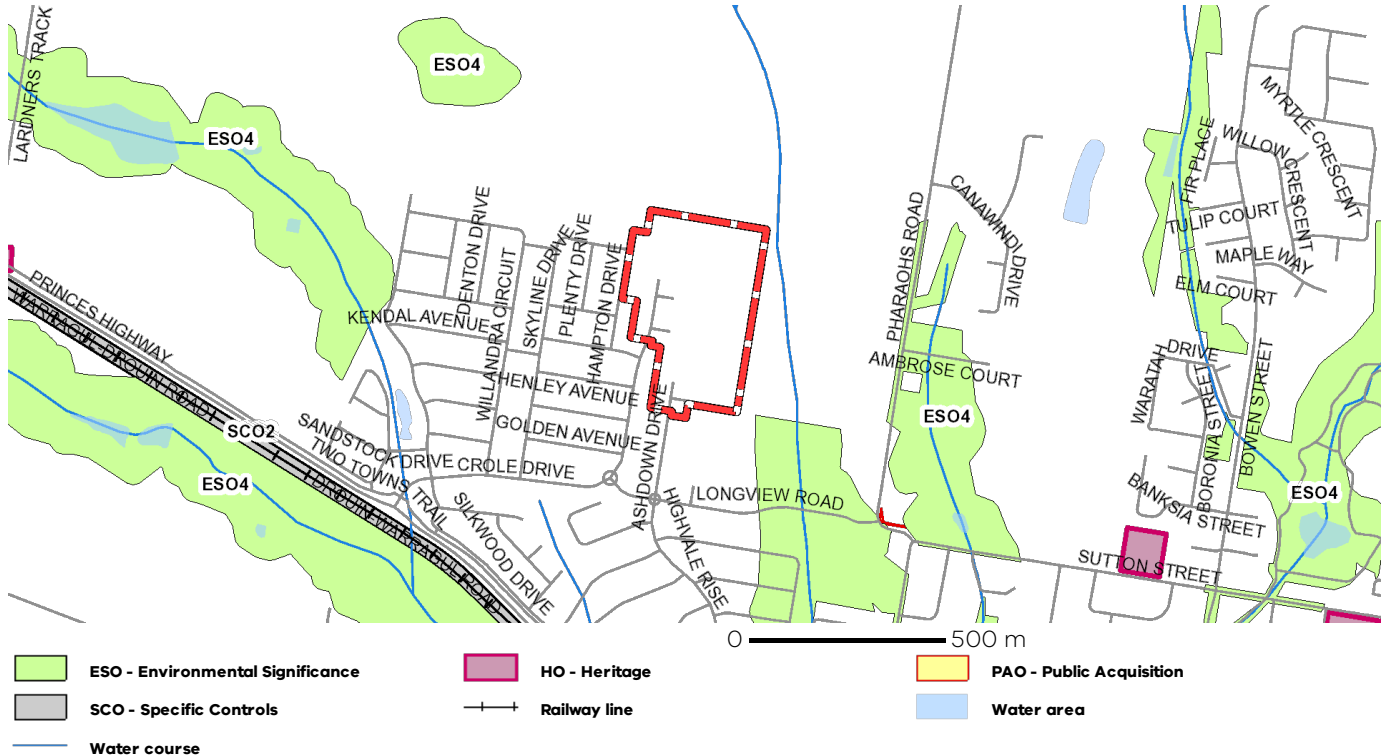 LARDNERS TRACK
ESO4
ESO4
MYRTLE CRESCENT
WILLOW CRESCENT
FIR PLACE
TULIP COURT
MAPLE WAY
ELM COURT
CANAWINDI DRIVE
PHARAOHS ROAD
DENTON DRIVE
WILLANDRA CIRCUIT
SKYLINE DRIVE
PLENTY DRIVE
HAMPTON DRIVE
PRINCES HIGHWAY
WARRAGUL-DROUIN ROAD
KENDAL AVENUE
HENLEY AVENUE
GOLDEN AVENUE
AMBROSE COURT
WARATAH DRIVE
BORONIA STREET
BOWEN STREET
ESO4
SCO2
SANDSTOCK DRIVE
CROLE DRIVE
TWO TOWNS TRAIL
ASHDOWN DRIVE
ESO4
SILKWOOD DRIVE
DROUIN-WARRAGUL ROAD
HIGHVALE RISE
LONGVIEW ROAD
BANKSIA STREET
ESO4
SUTTON STREET
0 500 m
ESO - Environmental Significance
HO - Heritage
PAO - Public Acquisition
SCO - Specific Controls
Railway line
Water area
Water course